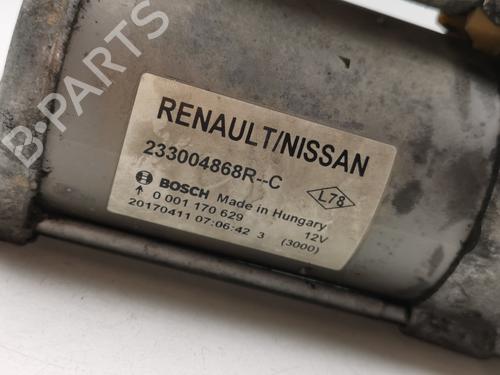 B-PARTS
RENAULT/NISSAN
233004868R--C
L78
BOSCH Made in Hungary
0 001 170 629 12V
20170411 07:06:42 3 (3000)